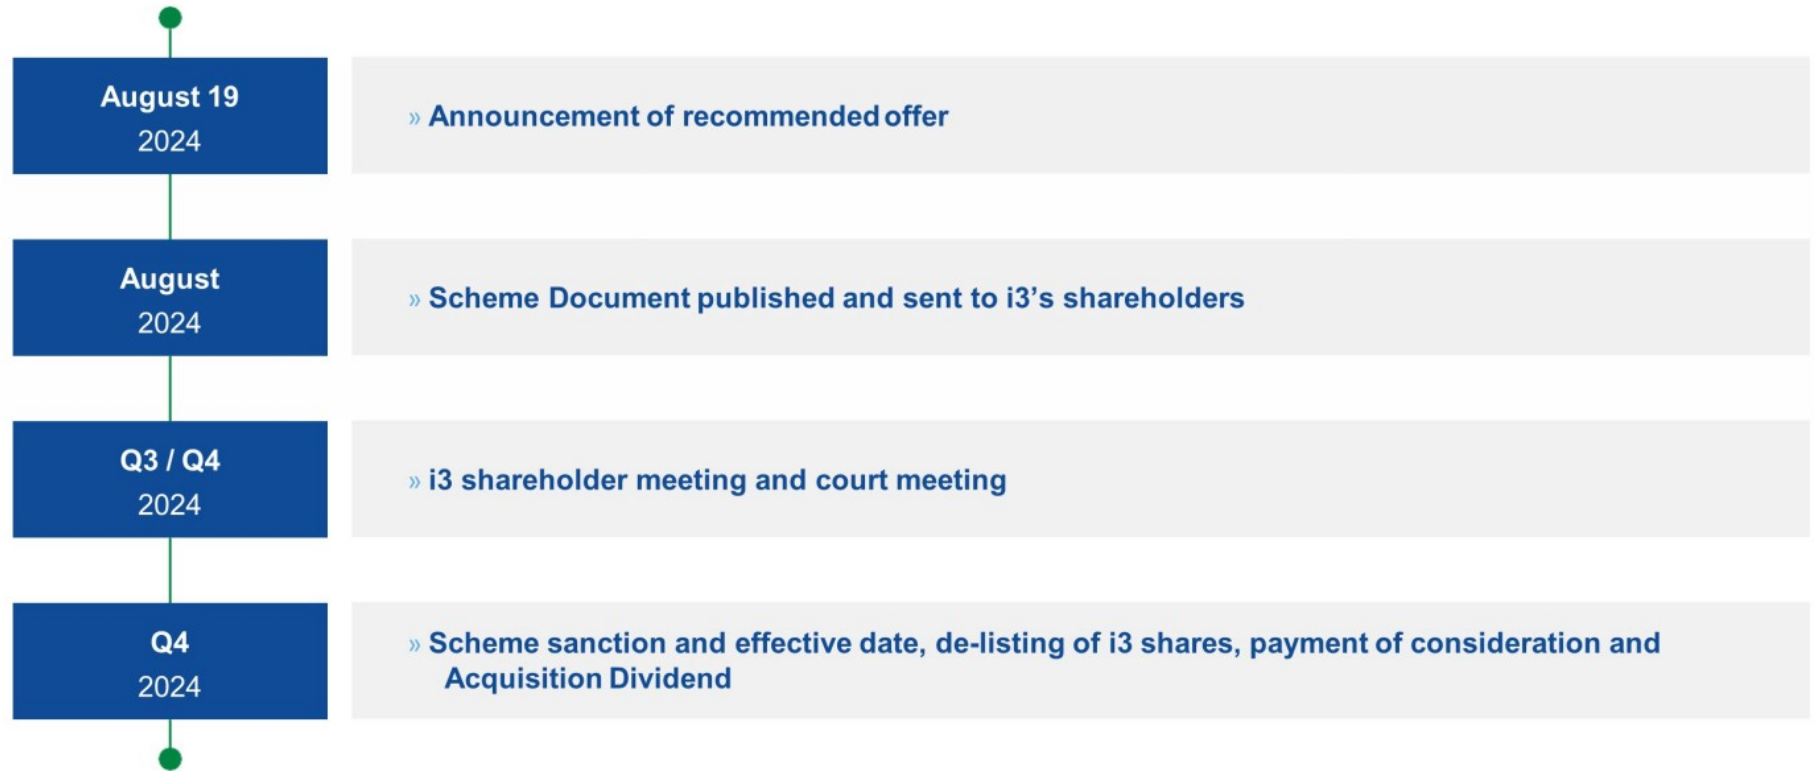 August 19
2024
» Announcement of recommended offer
August
2024
» Scheme Document published and sent to i3’s shareholders
Q3 / Q4
2024
» i3 shareholder meeting and court meeting
Q4
2024
» Scheme sanction and effective date, de-listing of i3 shares, payment of consideration and
Acquisition Dividend